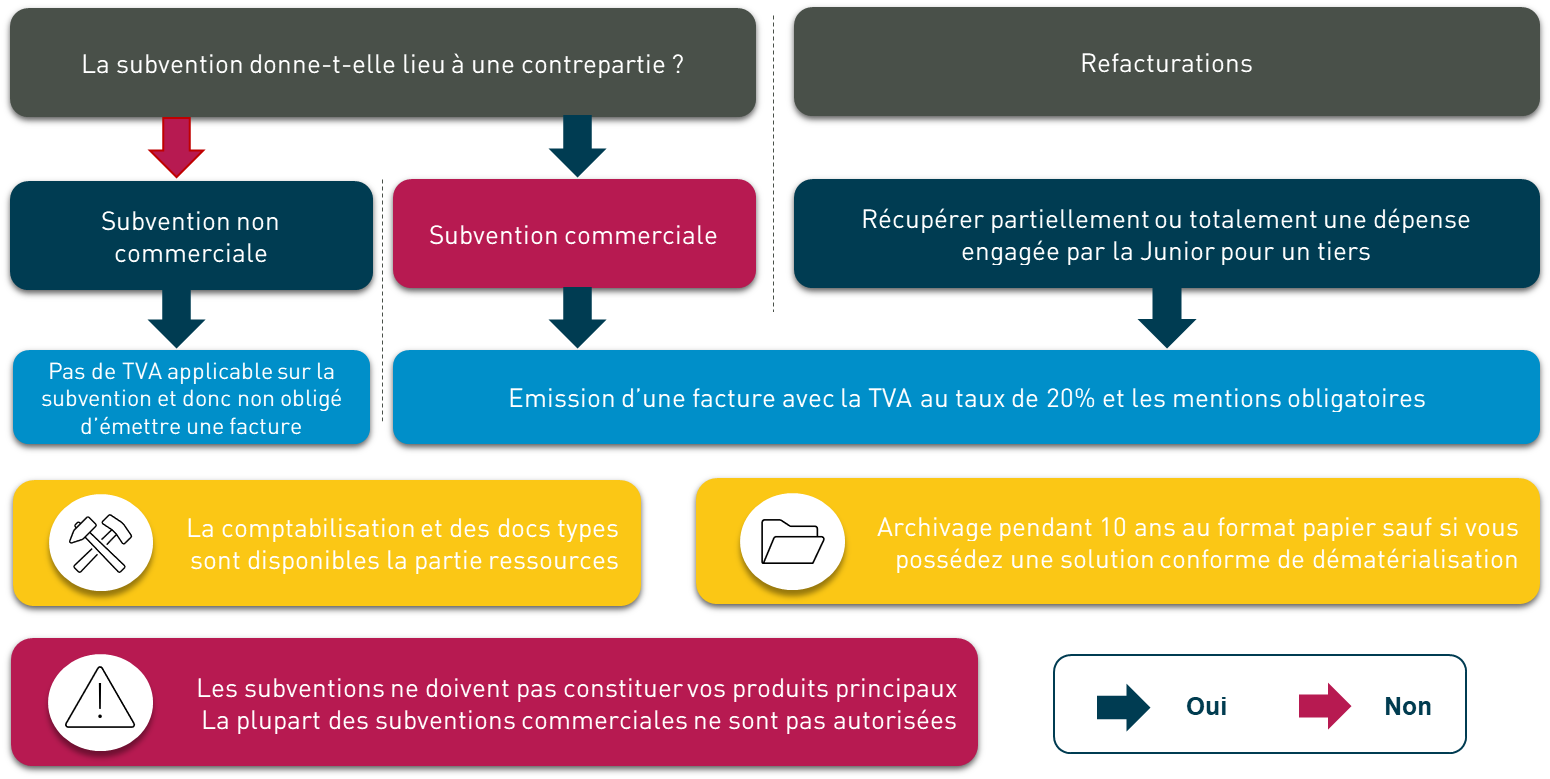 La subvention donne-t-elle lieu à une contrepartie ?
Refacturations
Subvention non
commerciale
Subvention commerciale
Récupérer partiellement ou totalement une dépense
engagée par la Junior pour un tiers
Pas de TVA applicable sur la
subvention et donc non obligé
d’émettre une facture
Emission d’une facture avec la TVA au taux de 20% et les mentions obligatoires
La comptabilisation et des docs types
sont disponibles la partie ressources
Archivage pendant 10 ans au format papier sauf si vous
possédez une solution conforme de dématérialisation
Les subventions ne doivent pas constituer vos produits principaux
La plupart des subventions commerciales ne sont pas autorisées
Oui
Non